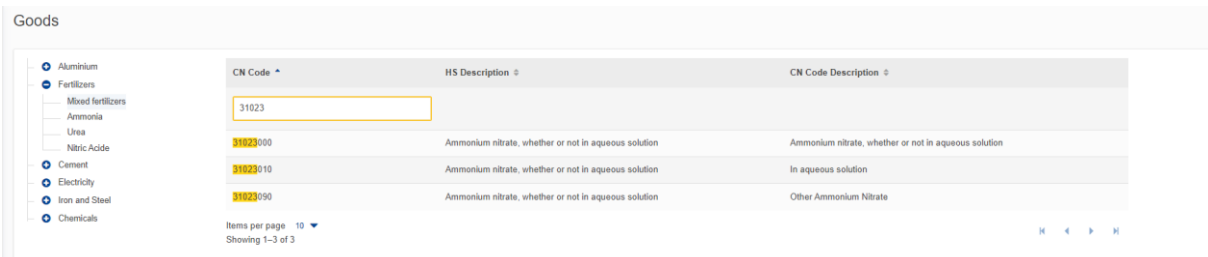 Goods
Aluminium
Fertilizers
Mixed fertilizers
Ammonia
Urea
Nitric Acide
Cement
Electricity
Iron and Steel
Chemicals
CN Code HS Description CN Code Description
31023
31023000 Ammonium nitrate, whether or not in aqueous solution Ammonium nitrate, whether or not in aqueous solution
31023010 Ammonium nitrate, whether or not in aqueous solution In aqueous solution
31023090 Ammonium nitrate, whether or not in aqueous solution Other Ammonium Nitrate
Items per page 10
Showing 1–3 of 3